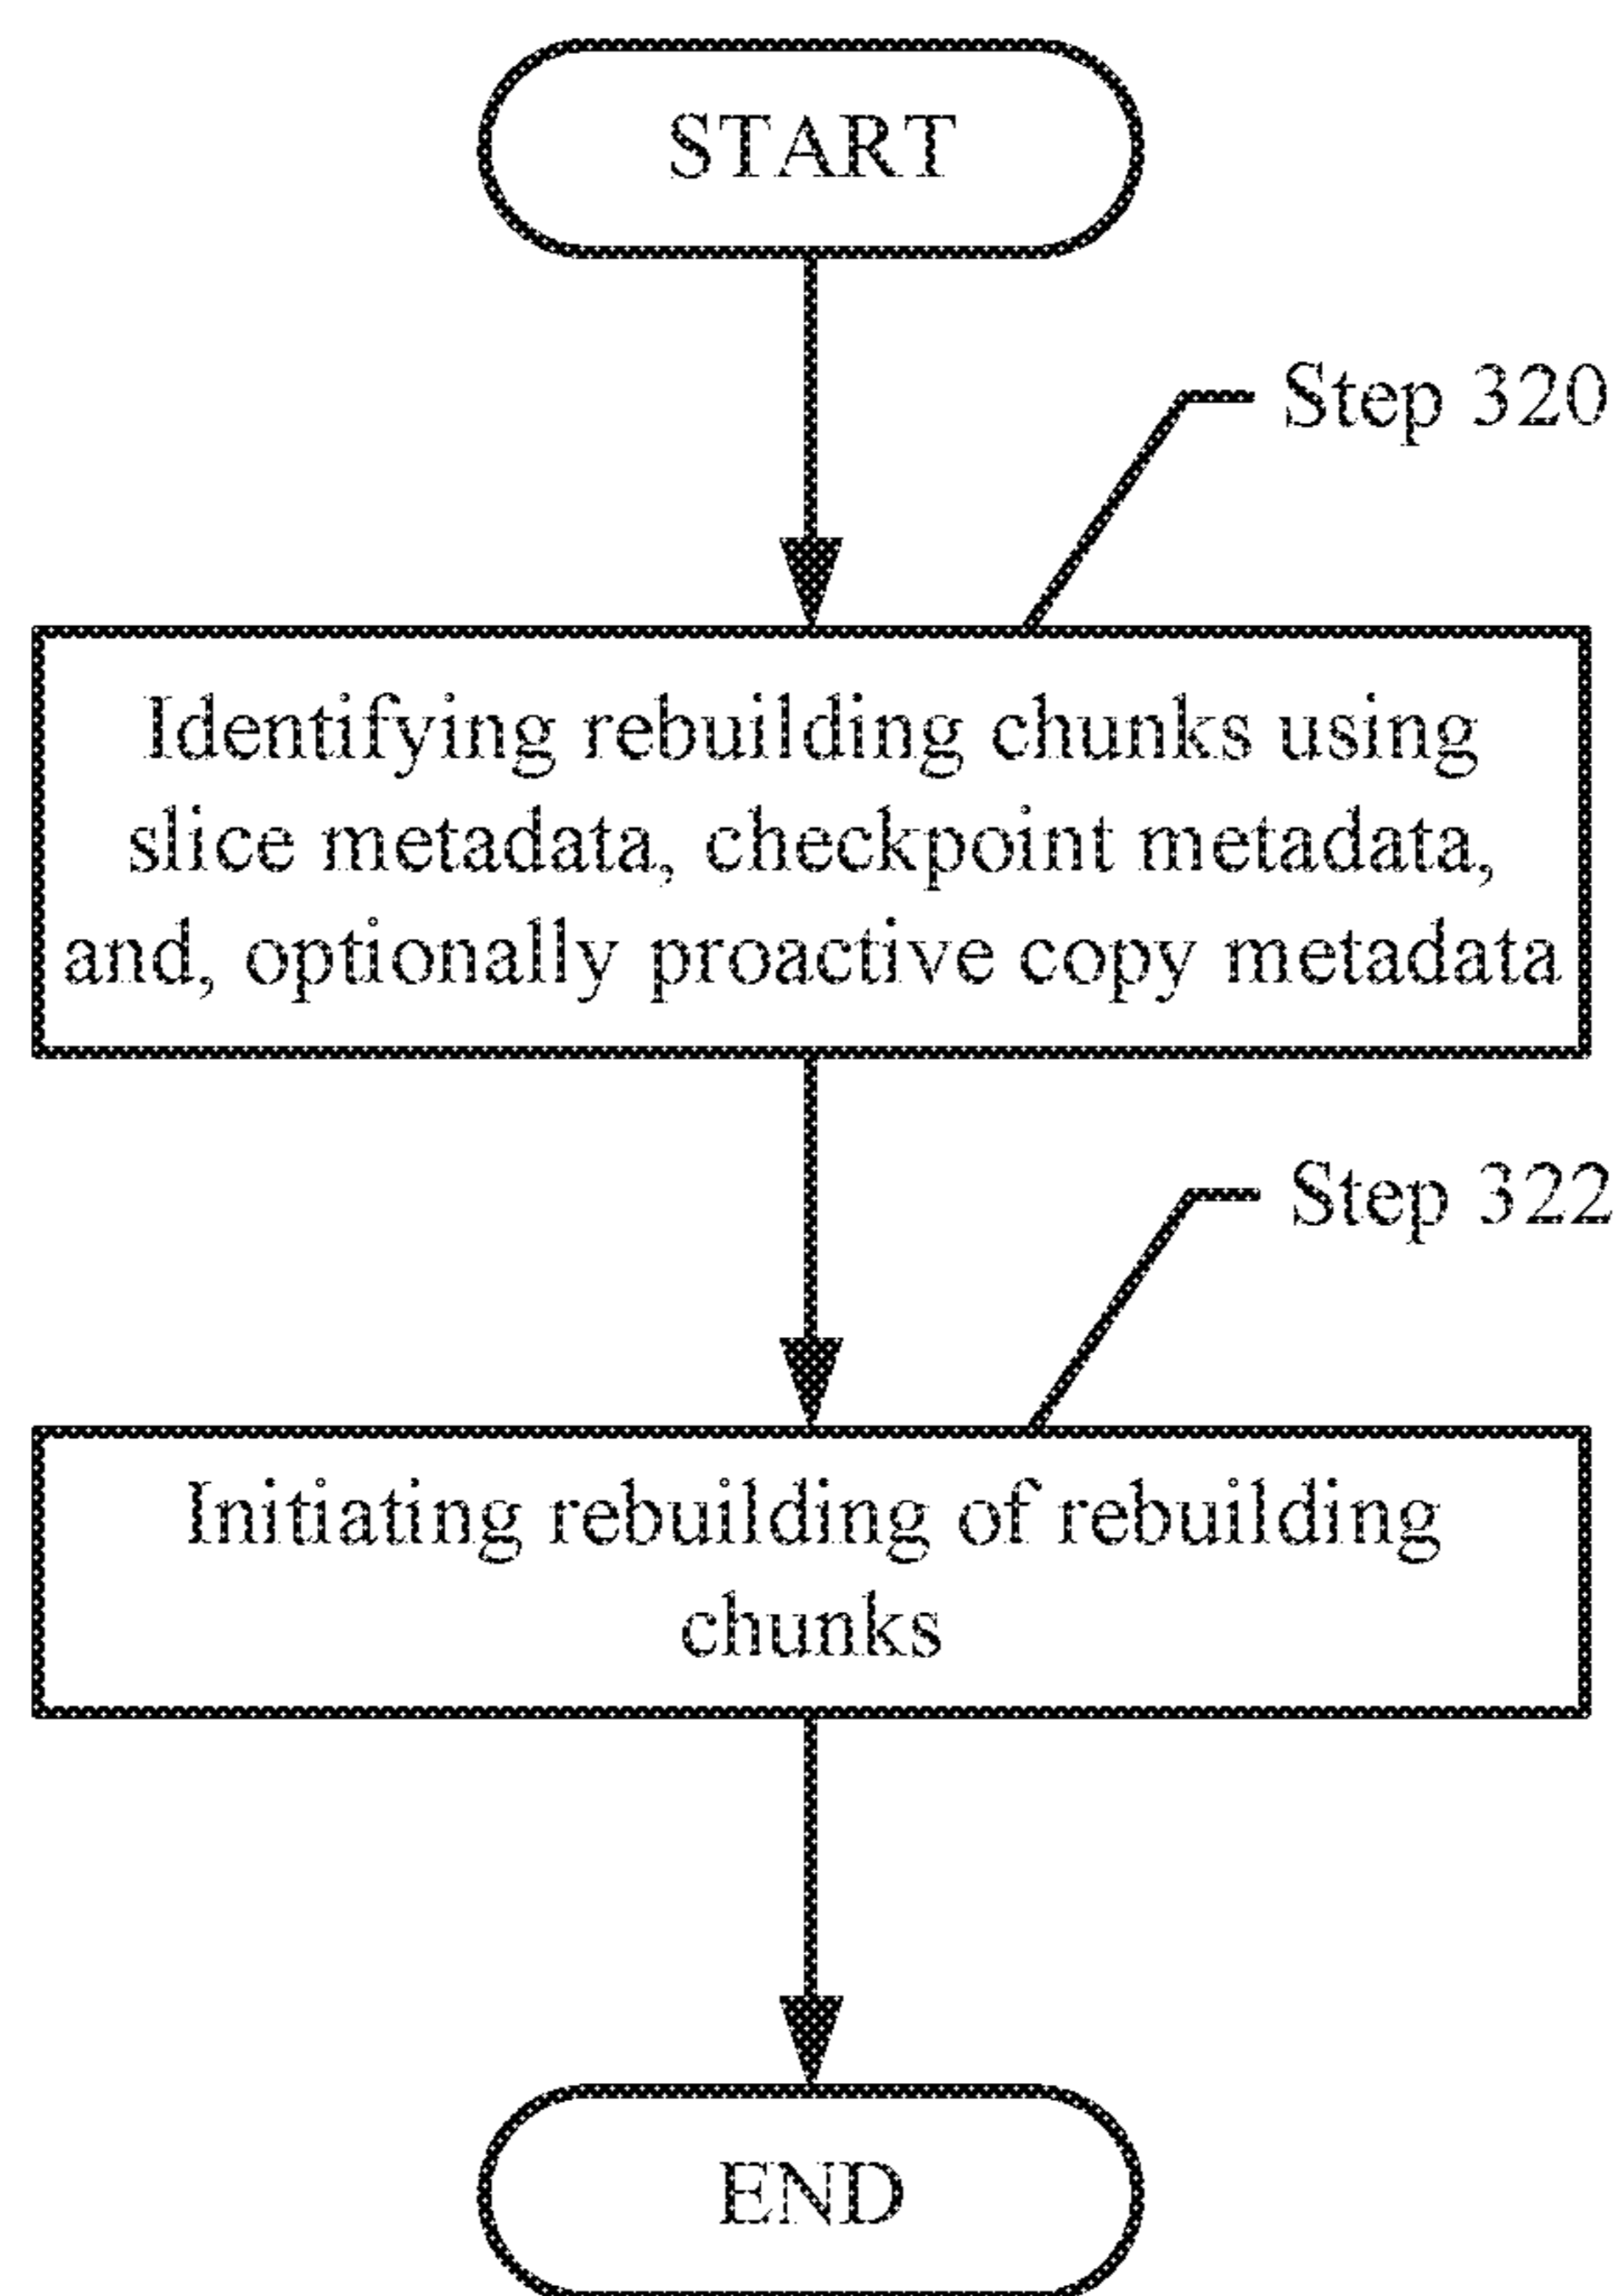 START
Step 320
Identifying rebuilding chunks using
slice metadata, checkpoint metadata,
and, optionally proactive copy metadata
Step 322
Initiating rebuilding of rebuilding
chunks
END